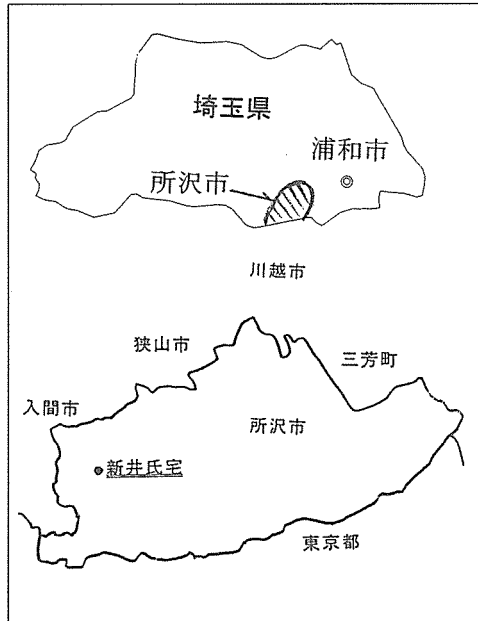 埼玉県
浦和市
所沢市
川越市
狭山市
三芳町
入間市
所沢市
新井氏宅
東京都